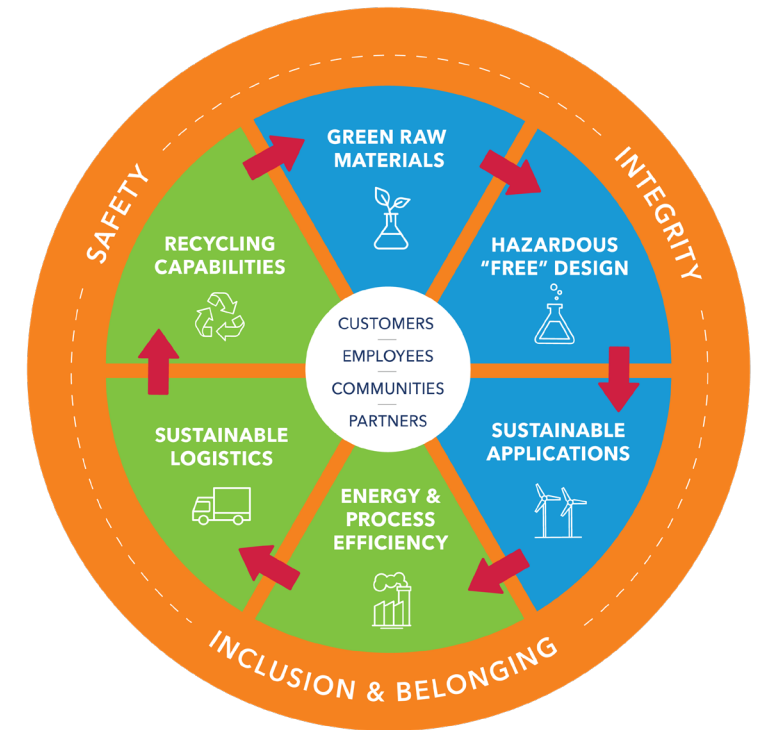 SAFETY
INTEGRITY
GREEN RAW
MATERIALS
HAZARDOUS
“FREE” DESIGN
SUSTAINABLE
APPLICATIONS
ENERGY &
PROCESS
EFFICIENCY
SUSTAINABLE
LOGISTICS
RECYCLING
CAPABILITIES
CUSTOMERS
EMPLOYEES
COMMUNITIES
PARTNERS
INCLUSION & BELONGING